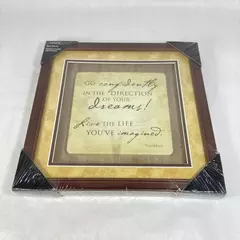 GO confidently
IN THE DIRECTION
OF YOUR
dreams!
Live THE LIFE
YOU'VE imagined.